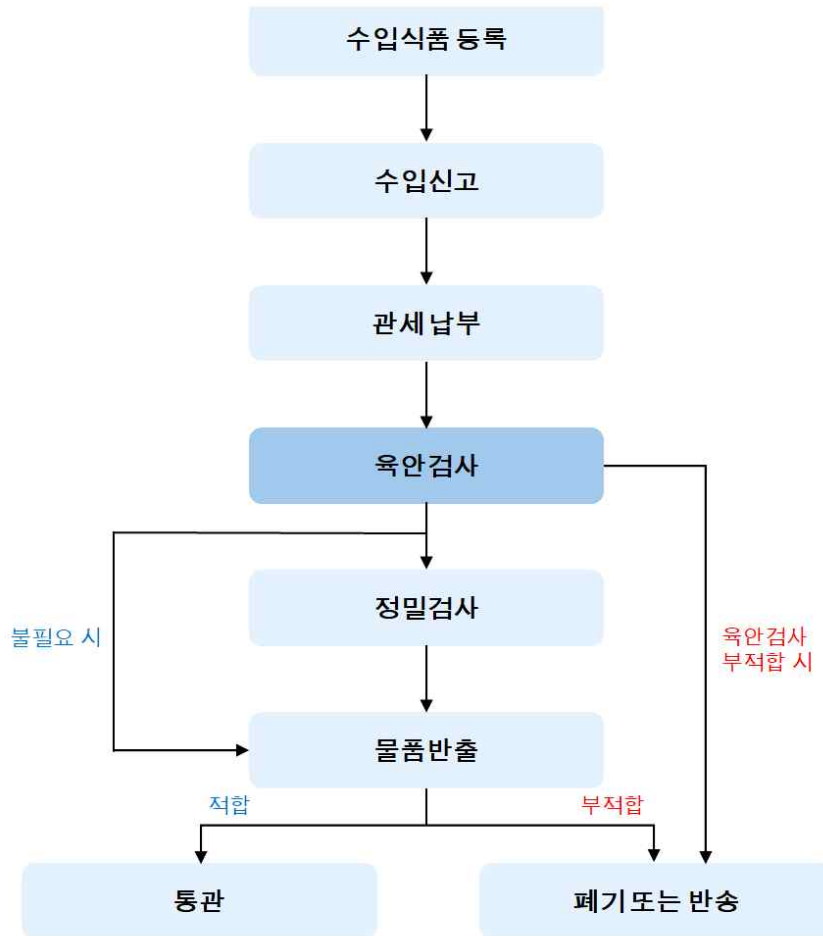 수입식품 등록
수입신고
관세납부
육안검사
정밀검사
불필요 시
육안검사
부적합 시
물품반출
적합
부적합
통관
폐기 또는 반송